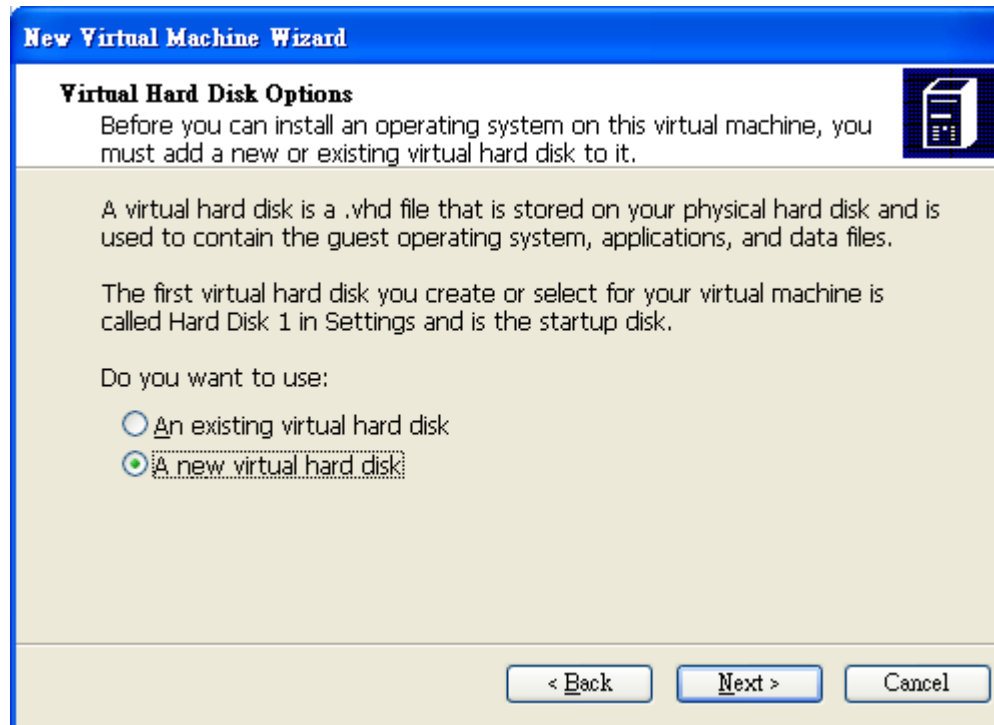 New Virtual Machine Wizard
Virtual Hard Disk Options
Before you can install an operating system on this virtual machine, you
must add a new or existing virtual hard disk to it.
A virtual hard disk is a .vhd file that is stored on your physical hard disk and is
used to contain the guest operating system, applications, and data files.
The first virtual hard disk you create or select for your virtual machine is
called Hard Disk 1 in Settings and is the startup disk.
Do you want to use:
An existing virtual hard disk
A new virtual hard disk
< Back
Next >
Cancel